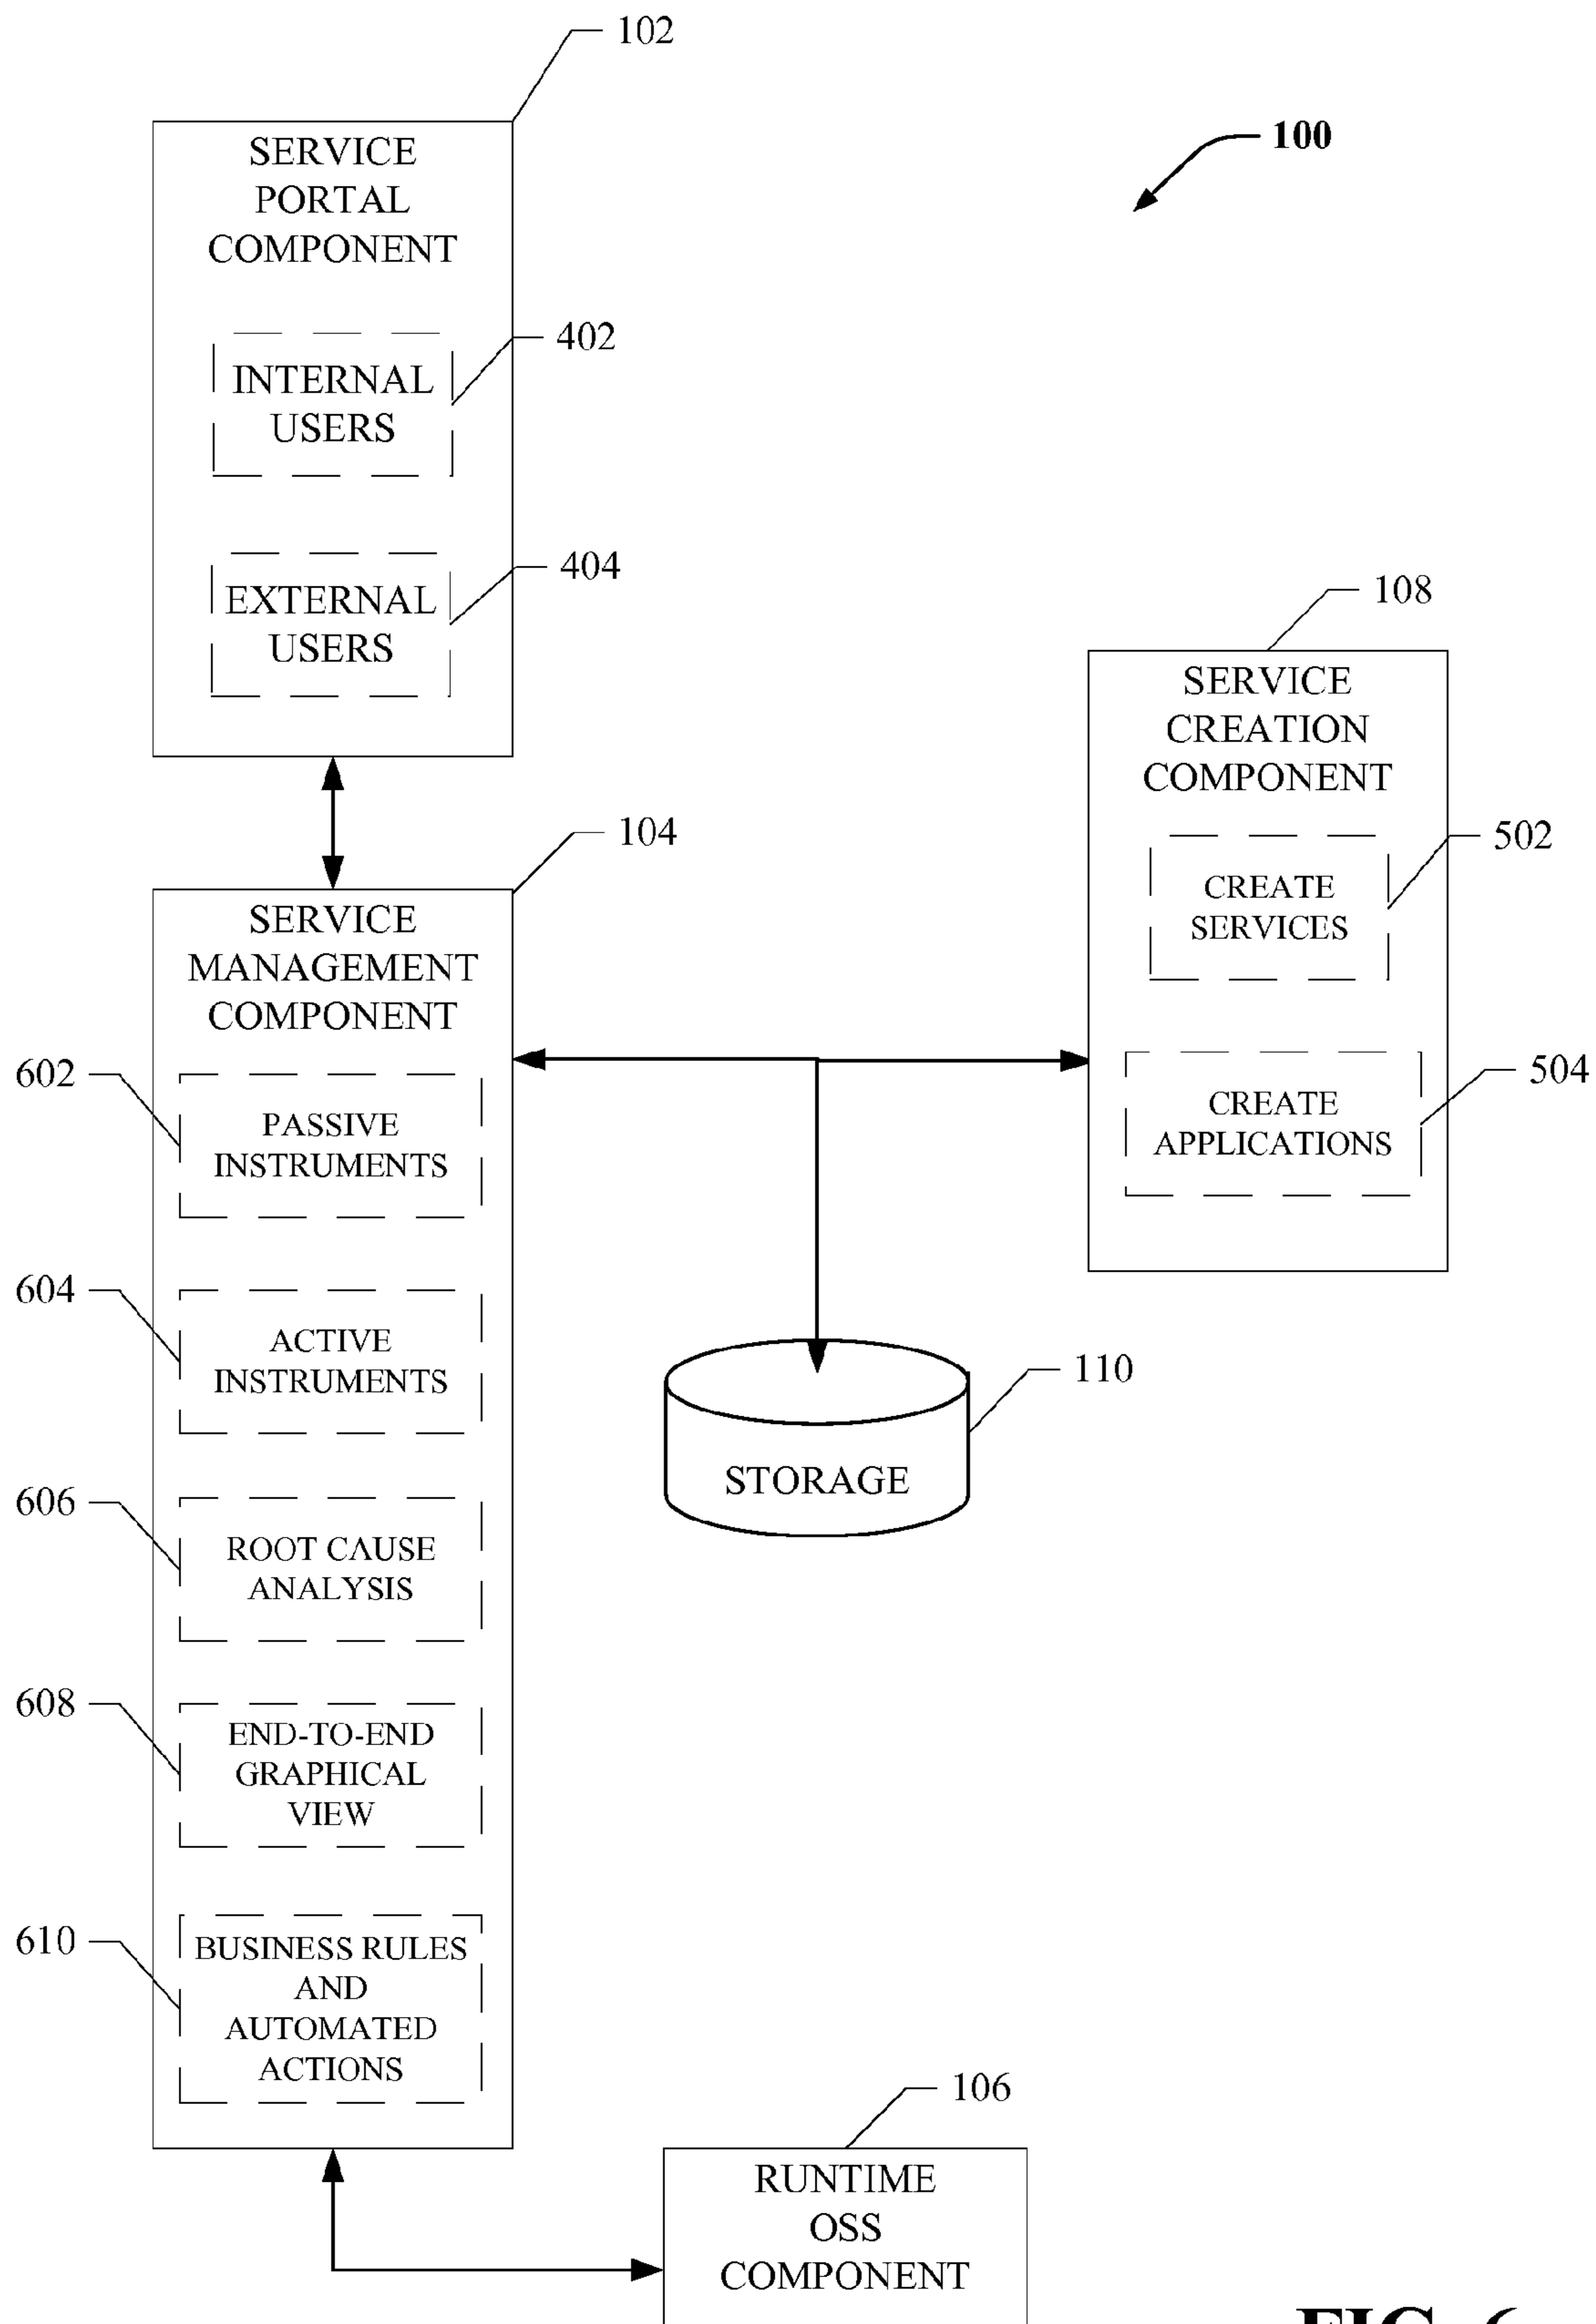 102
100
SERVICE
PORTAL
COMPONENT
402
INTERNAL
USERS
404
EXTERNAL
USERS
108
SERVICE
CREATION
COMPONENT
502
CREATE
SERVICES
504
CREATE
APPLICATIONS
104
SERVICE
MANAGEMENT
COMPONENT
602
PASSIVE
INSTRUMENTS
604
ACTIVE
INSTRUMENTS
110
STORAGE
606
ROOT CAUSE
ANALYSIS
608
END-TO-END
GRAPHICAL
VIEW
610
BUSINESS RULES
AND
AUTOMATED
ACTIONS
106
RUNTIME
OSS
COMPONENT
FIG. 6